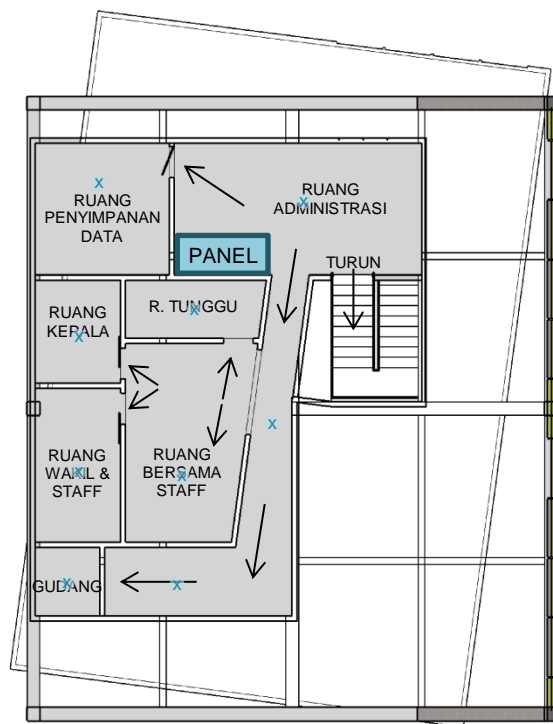 RUANG
PENYIMPANAN
DATA
RUANG
ADMINISTRASI
PANEL
TURUN
R. TUNGGU
RUANG
KEPALA
RUANG
WAKIL &
STAFF
RUANG
BERSAMA
STAFF
GUDANG